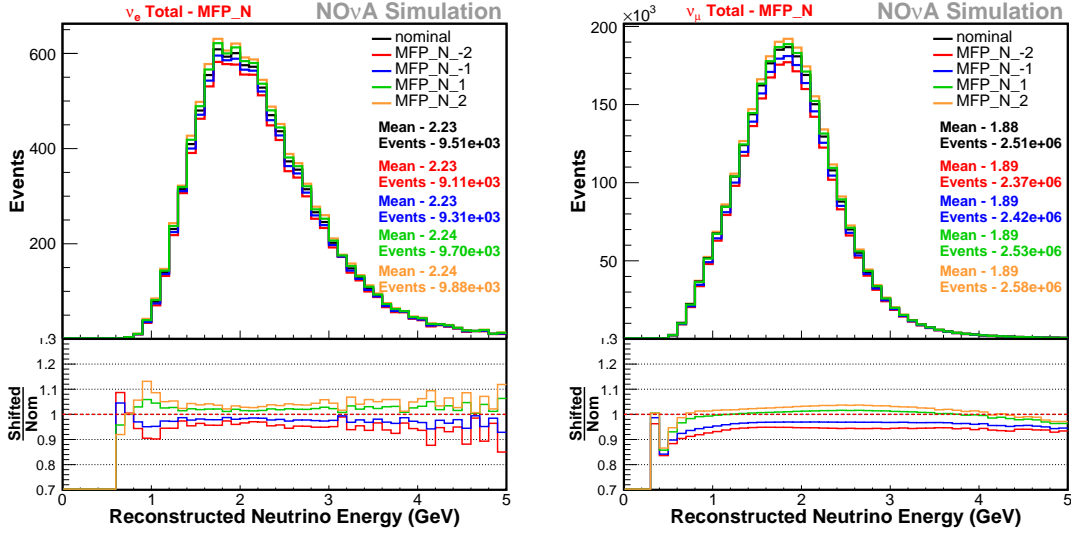 ν_e Total - MFP_N
NOνA Simulation
nominal
MFP_N_-2
MFP_N_-1
MFP_N_1
MFP_N_2
Mean - 2.23
Events - 9.51e+03
Mean - 2.23
Events - 9.11e+03
Mean - 2.23
Events - 9.31e+03
Mean - 2.24
Events - 9.70e+03
Mean - 2.24
Events - 9.88e+03
Events
600
400
200
1.3
1.2
1.1
1
0.9
0.8
0.7
Shifted
Nom
0 1 2 3 4 5
Reconstructed Neutrino Energy (GeV)
×10³
ν_μ Total - MFP_N
NOνA Simulation
nominal
MFP_N_-2
MFP_N_-1
MFP_N_1
MFP_N_2
Mean - 1.88
Events - 2.51e+06
Mean - 1.89
Events - 2.37e+06
Mean - 1.89
Events - 2.42e+06
Mean - 1.89
Events - 2.53e+06
Mean - 1.89
Events - 2.58e+06
Events
200
150
100
50
1.3
1.2
1.1
1
0.9
0.8
0.7
Shifted
Nom
0 1 2 3 4 5
Reconstructed Neutrino Energy (GeV)